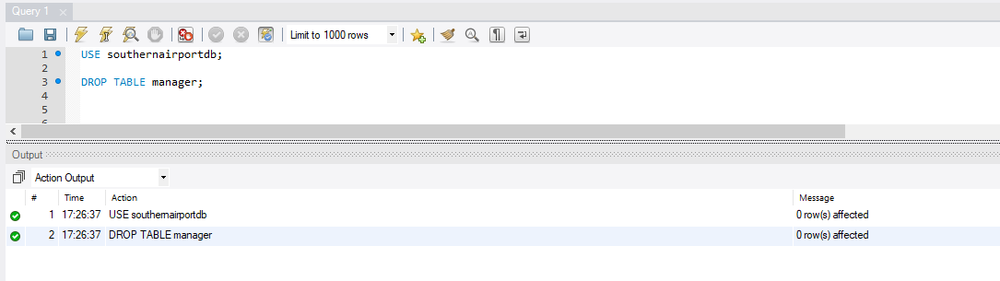 Query 1
Limit to 1000 rows
1 USE southernairportdb;
2
3 DROP TABLE manager;
4
5
Output
Action Output
# Time Action Message
1 17:26:37 USE southernairportdb 0 row(s) affected
2 17:26:37 DROP TABLE manager 0 row(s) affected